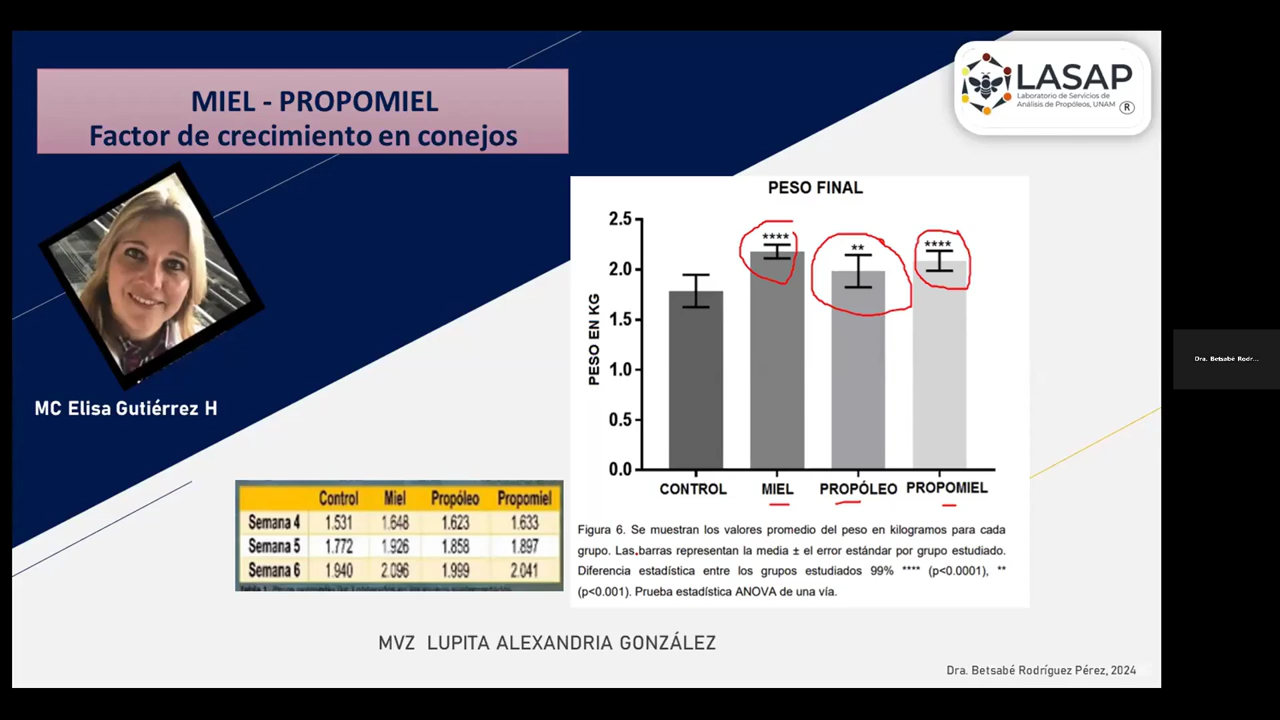 MIEL - PROPOMIEL
Factor de crecimiento en conejos
LASAP
Laboratorio de Servicios de
Análisis de Propóleos, UNAM
®
MC Elisa Gutiérrez H
PESO FINAL
PESO EN KG
2.5
2.0
1.5
1.0
0.5
0.0
**** ** ****
CONTROL MIEL PROPÓLEO PROPOMIEL
Figura 6. Se muestran los valores promedio del peso en kilogramos para cada
grupo. Las barras representan la media ± el error estándar por grupo estudiado.
Diferencia estadística entre los grupos estudiados 99% **** (p<0.0001), **
(p<0.001). Prueba estadística ANOVA de una vía.
Control Miel Propóleo Propomiel
Semana 4 1.531 1.648 1.623 1.633
Semana 5 1.772 1.926 1.858 1.897
Semana 6 1.940 2.096 1.999 2.041
MVZ LUPITA ALEXANDRIA GONZÁLEZ
Dra. Betsabé Rodríguez Pérez, 2024
Dra. Betsabé Rodr...